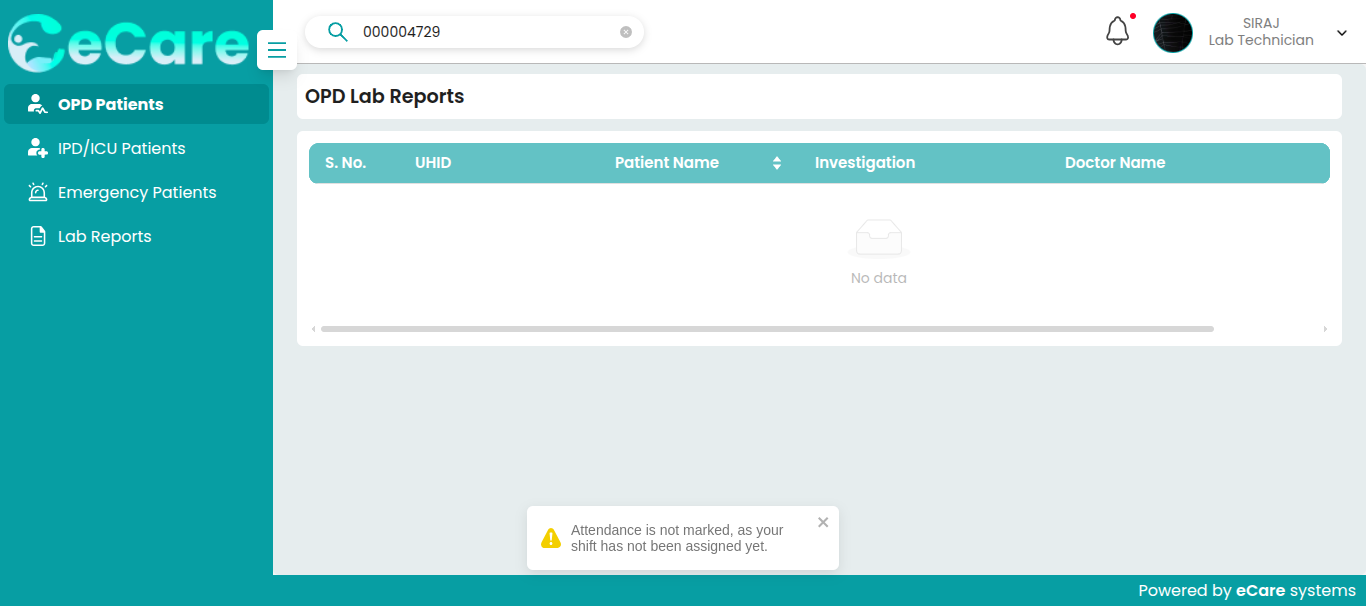 eCare
000004729
SIRAJ
Lab Technician
OPD Patients
IPD/ICU Patients
Emergency Patients
Lab Reports
OPD Lab Reports
S. No. UHID Patient Name Investigation Doctor Name
No data
Attendance is not marked, as your
shift has not been assigned yet.
Powered by eCare systems